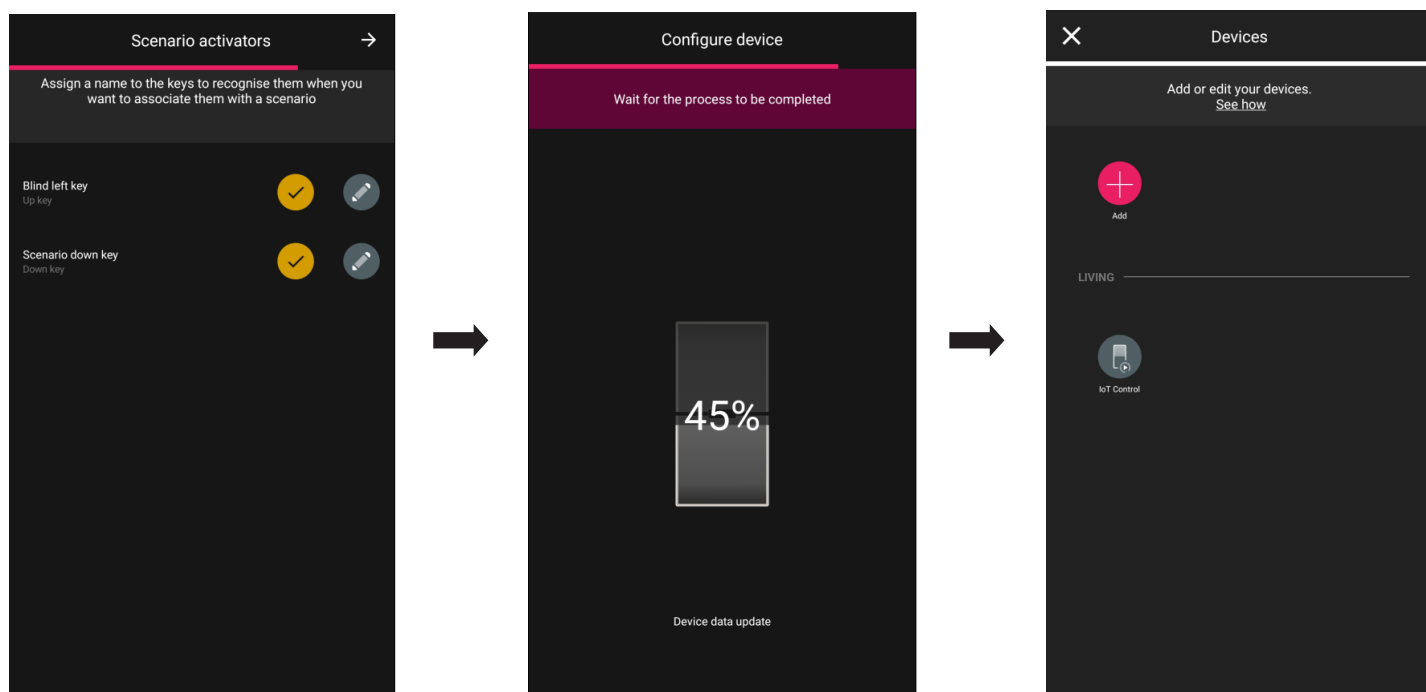 Scenario activators
Assign a name to the keys to recognise them when you
want to associate them with a scenario
Blind left key
Up key
Scenario down key
Down key
Configure device
Wait for the process to be completed
45%
Device data update
Devices
Add or edit your devices.
See how
Add
LIVING
IoT Control